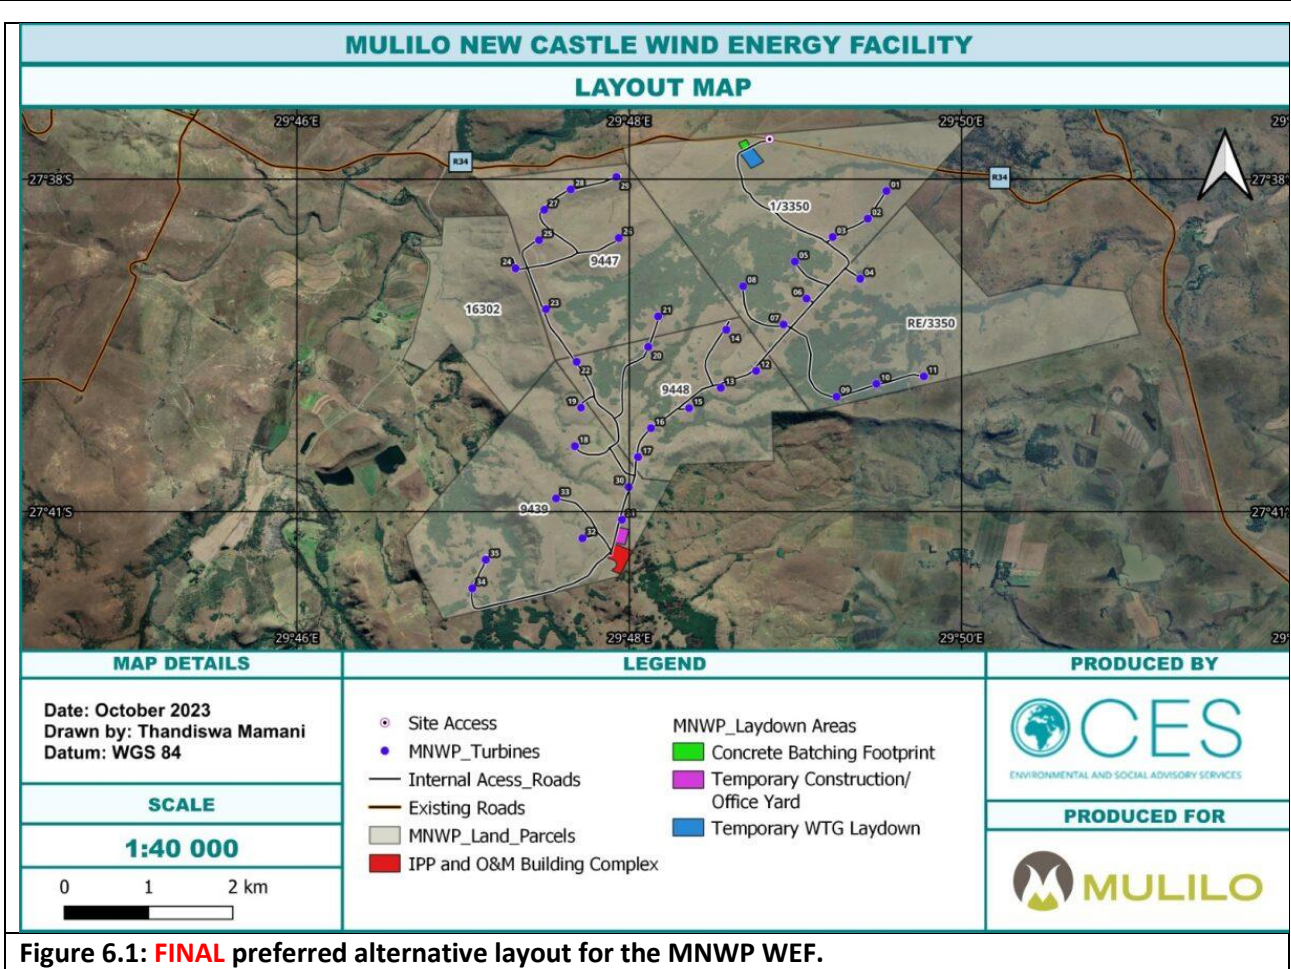 MULILO NEW CASTLE WIND ENERGY FACILITY
LAYOUT MAP
29°46'E 29°48'E 29°50'E 29°
R34
R34
27°38'S 27°38'
28 29 01
27 1/3350 02
25 26 03
24 9447 05 04
08
23 16302 21 06
07 RE/3350
14
20
22 12 11
9448 13 10
19 15 09
16
18
17
30
33
9439
27°41'S 27°41'
32
35
34
29°46'E 29°48'E 29°50'E 29°
MAP DETAILS
Date: October 2023
Drawn by: Thandiswa Mamani
Datum: WGS 84
SCALE
1:40 000
0 1 2 km
LEGEND
Site Access
MNWP_Turbines
Internal Acess_Roads
Existing Roads
MNWP_Land_Parcels
IPP and O&M Building Complex
MNWP_Laydown Areas
Concrete Batching Footprint
Temporary Construction/
Office Yard
Temporary WTG Laydown
PRODUCED BY
CES
ENVIRONMENTAL AND SOCIAL ADVISORY SERVICES
PRODUCED FOR
MULILO
Figure 6.1: FINAL preferred alternative layout for the MNWP WEF.